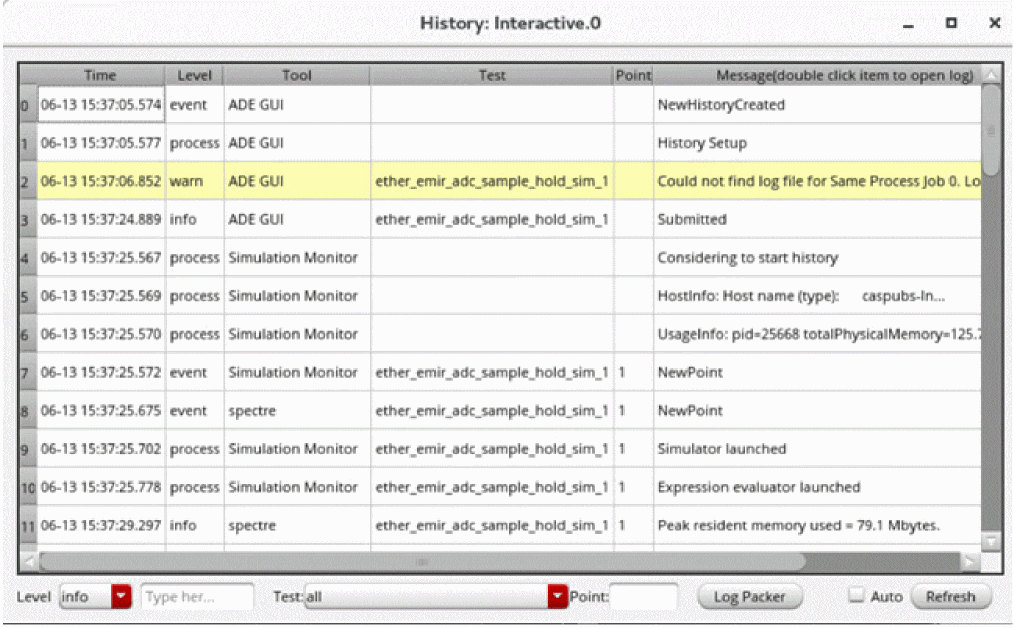 History: Interactive.0
Time Level Tool Test Point Message(double click item to open log)
0 06-13 15:37:05.574 event ADE GUI NewHistoryCreated
1 06-13 15:37:05.577 process ADE GUI History Setup
2 06-13 15:37:06.852 warn ADE GUI ether_emir_adc_sample_hold_sim_1 Could not find log file for Same Process Job 0. Lo
3 06-13 15:37:24.889 info ADE GUI ether_emir_adc_sample_hold_sim_1 Submitted
4 06-13 15:37:25.567 process Simulation Monitor Considering to start history
5 06-13 15:37:25.569 process Simulation Monitor HostInfo: Host name (type): caspubs-ln...
6 06-13 15:37:25.570 process Simulation Monitor UsageInfo: pid=25668 totalPhysicalMemory=125.7
7 06-13 15:37:25.572 event Simulation Monitor ether_emir_adc_sample_hold_sim_1 1 NewPoint
8 06-13 15:37:25.675 event spectre ether_emir_adc_sample_hold_sim_1 1 NewPoint
9 06-13 15:37:25.702 process Simulation Monitor ether_emir_adc_sample_hold_sim_1 1 Simulator launched
10 06-13 15:37:25.778 process Simulation Monitor ether_emir_adc_sample_hold_sim_1 1 Expression evaluator launched
11 06-13 15:37:29.297 info spectre ether_emir_adc_sample_hold_sim_1 1 Peak resident memory used = 79.1 Mbytes.
Level info Type her... Test: all Point: Log Packer Auto Refresh